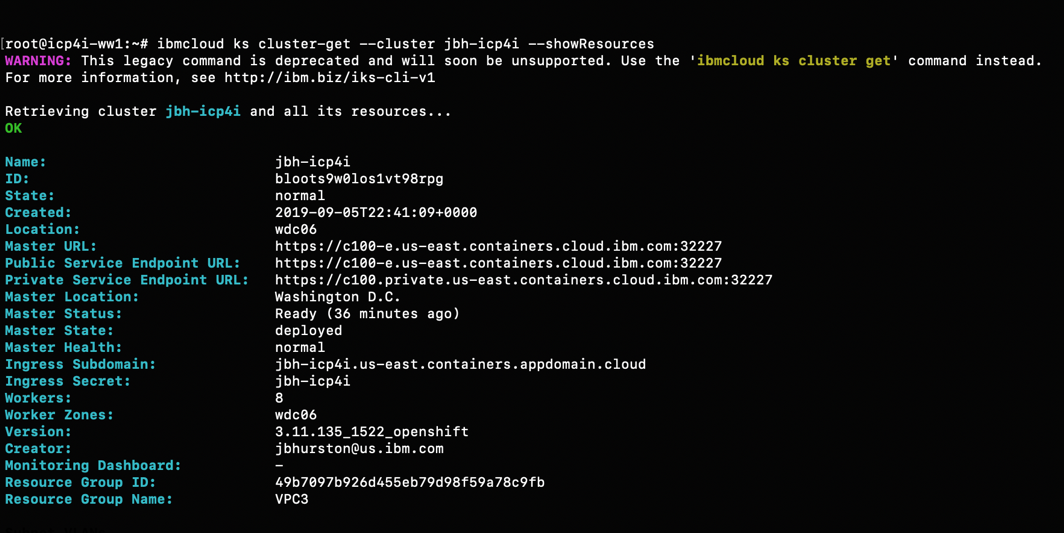 [root@icp4i-ww1:~# ibmcloud ks cluster-get --cluster jbh-icp4i --showResources
WARNING: This legacy command is deprecated and will soon be unsupported. Use the 'ibmcloud ks cluster get' command instead.
For more information, see http://ibm.biz/iks-cli-v1
Retrieving cluster jbh-icp4i and all its resources...
OK
Name: jbh-icp4i
ID: bloots9w0los1vt98rpg
State: normal
Created: 2019-09-05T22:41:09+0000
Location: wdc06
Master URL: https://c100-e.us-east.containers.cloud.ibm.com:32227
Public Service Endpoint URL: https://c100-e.us-east.containers.cloud.ibm.com:32227
Private Service Endpoint URL: https://c100.private.us-east.containers.cloud.ibm.com:32227
Master Location: Washington D.C.
Master Status: Ready (36 minutes ago)
Master State: deployed
Master Health: normal
Ingress Subdomain: jbh-icp4i.us-east.containers.appdomain.cloud
Ingress Secret: jbh-icp4i
Workers: 8
Worker Zones: wdc06
Version: 3.11.135_1522_openshift
Creator: jbhurston@us.ibm.com
Monitoring Dashboard: -
Resource Group ID: 49b7097b926d455eb79d98f59a78c9fb
Resource Group Name: VPC3